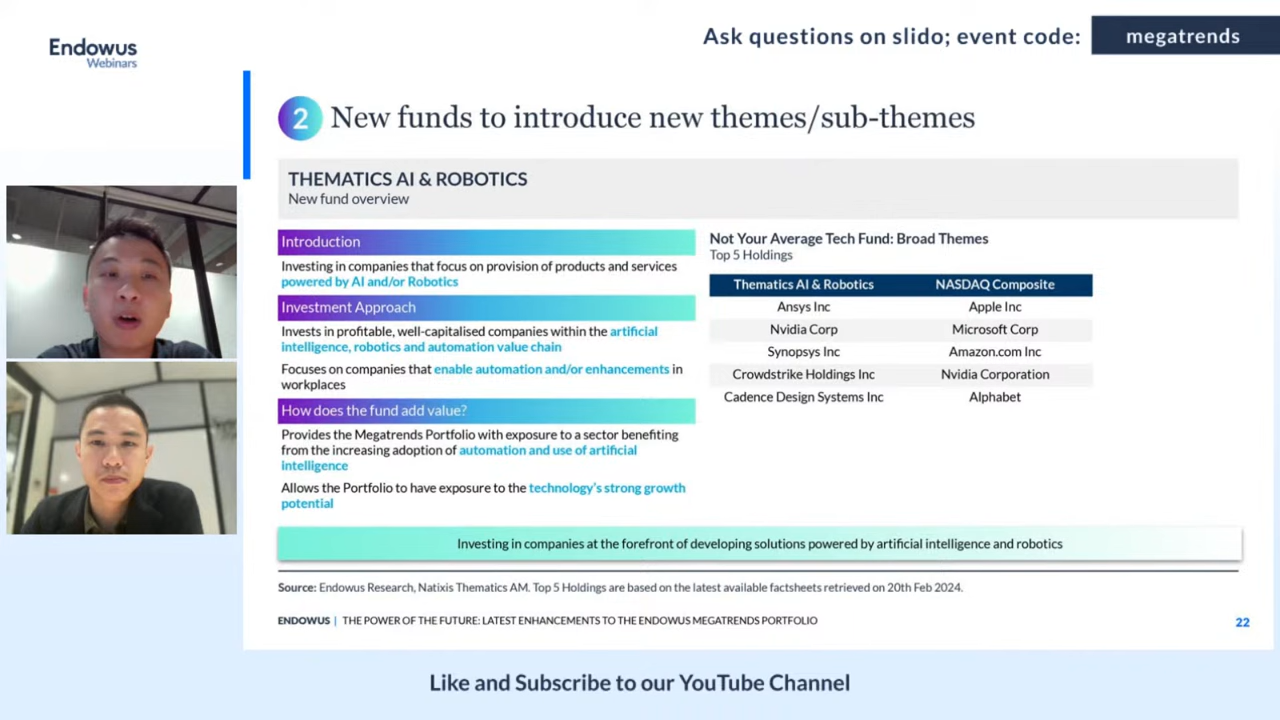 Endowus
Webinars
Ask questions on slido; event code: megatrends
2 New funds to introduce new themes/sub-themes
THEMATICS AI & ROBOTICS
New fund overview
Introduction
Investing in companies that focus on provision of products and services
powered by AI and/or Robotics
Investment Approach
Invests in profitable, well-capitalised companies within the artificial
intelligence, robotics and automation value chain
Focuses on companies that enable automation and/or enhancements in
workplaces
How does the fund add value?
Provides the Megatrends Portfolio with exposure to a sector benefiting
from the increasing adoption of automation and use of artificial
intelligence
Allows the Portfolio to have exposure to the technology's strong growth
potential
Not Your Average Tech Fund: Broad Themes
Top 5 Holdings
Thematics AI & Robotics NASDAQ Composite
Ansys Inc Apple Inc
Nvidia Corp Microsoft Corp
Synopsys Inc Amazon.com Inc
Crowdstrike Holdings Inc Nvidia Corporation
Cadence Design Systems Inc Alphabet
Investing in companies at the forefront of developing solutions powered by artificial intelligence and robotics
Source: Endowus Research, Natixis Thematics AM. Top 5 Holdings are based on the latest available factsheets retrieved on 20th Feb 2024.
ENDOWUS | THE POWER OF THE FUTURE: LATEST ENHANCEMENTS TO THE ENDOWUS MEGATRENDS PORTFOLIO
22
Like and Subscribe to our YouTube Channel